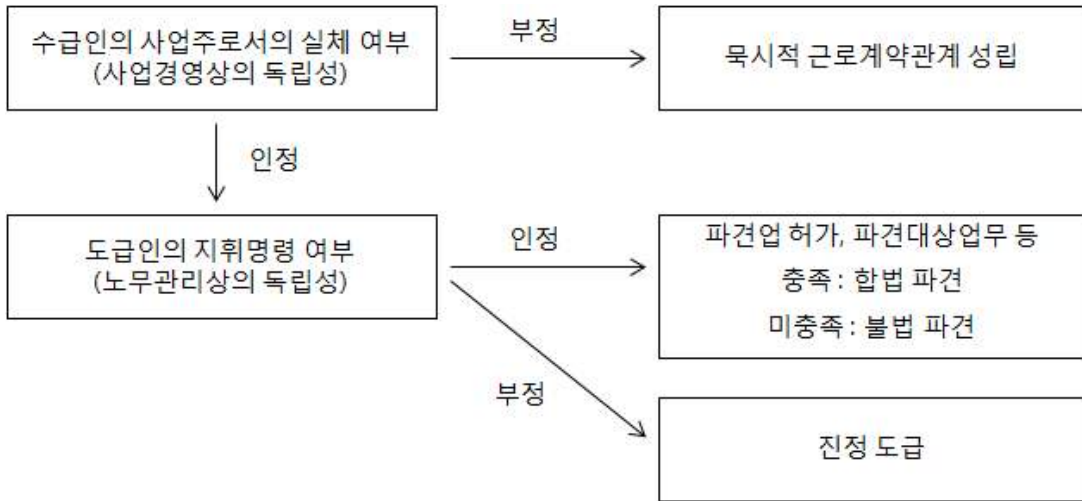 수급인의 사업주로서의 실체 여부
(사업경영상의 독립성)
부정
묵시적 근로계약관계 성립
인정
도급인의 지휘명령 여부
(노무관리상의 독립성)
인정
파견업 허가, 파견대상업무 등
충족 : 합법 파견
미충족 : 불법 파견
부정
진정 도급